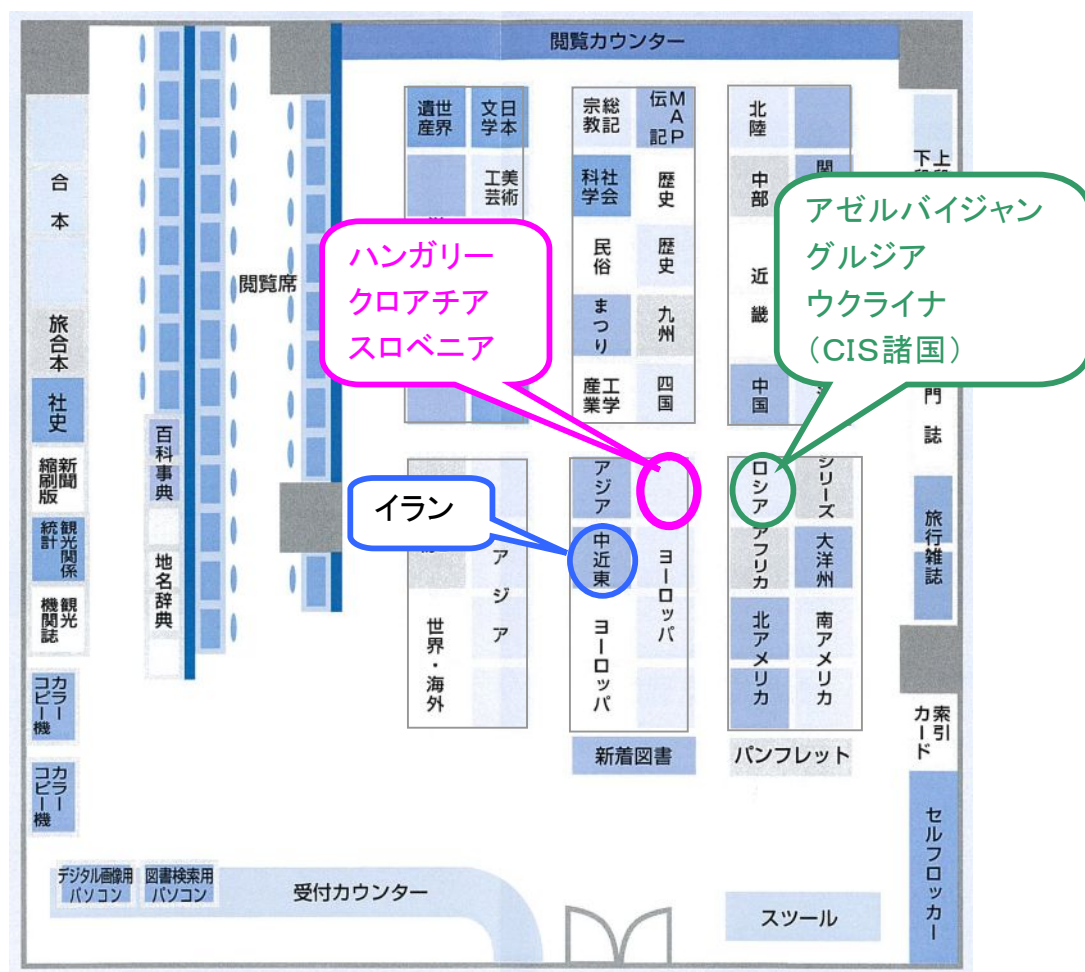 閲覧カウンター
世界遺産
日本文学
総記宗教
MAP伝記
北陸
合本
社会科学
歴史
中部
美術工芸
アゼルバイジャン
グルジア
ウクライナ
(CIS諸国)
ハンガリー
クロアチア
スロベニア
民俗
歴史
近畿
閲覧席
旅合本
まつり
九州
社史
工学産業
四国
中国
門誌
百科事典
新聞縮刷版
アジア
ロシア
シリーズ
イラン
観光関係統計
中近東
ヨーロッパ
アフリカ
大洋州
旅行雑誌
地名辞典
アジア
観光機関誌
世界・海外
ヨーロッパ
北アメリカ
南アメリカ
カラーコピー機
索引カード
新着図書
パンフレット
カラーコピー機
セルフロッカー
デジタル画像用パソコン
図書検索用パソコン
受付カウンター
スツール